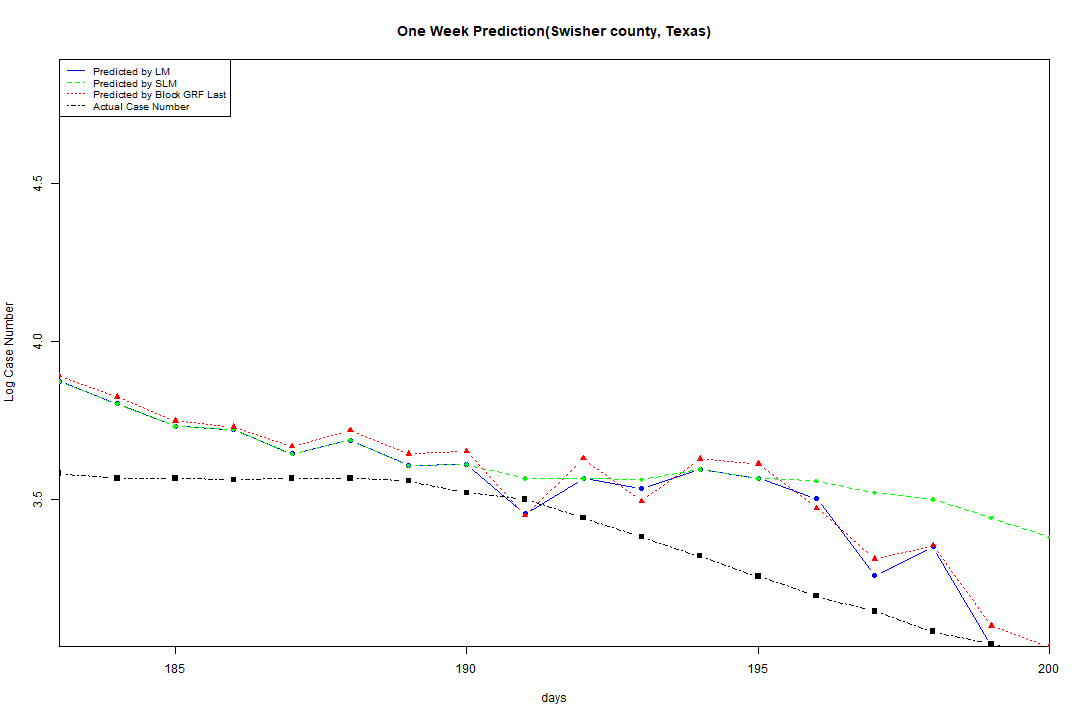 One Week Prediction(Swisher county, Texas)
Predicted by LM
Predicted by SLM
Predicted by Block GRF Last
Actual Case Number
4.5
4.0
3.5
Log Case Number
185
190
195
200
days